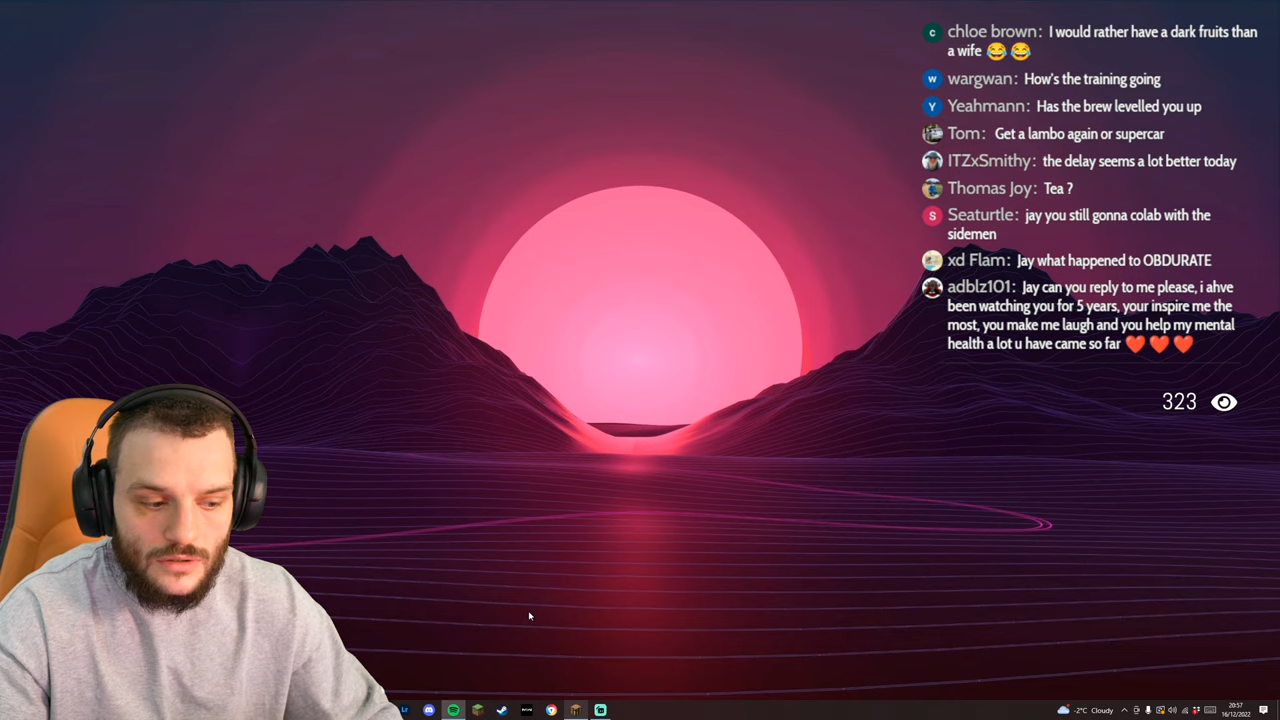 c chloe brown: I would rather have a dark fruits than
a wife 😂 😂
w wargwan: How's the training going
Y Yeahmann: Has the brew levelled you up
Tom: Get a lambo again or supercar
ITZxSmithy: the delay seems a lot better today
Thomas Joy: Tea ?
S Seaturtle: jay you still gonna colab with the
sidemen
xd Flam: Jay what happened to OBDURATE
adblz101: Jay can you reply to me please, i ahve
been watching you for 5 years, your inspire me the
most, you make me laugh and you help my mental
health a lot u have came so far ❤️ ❤️ ❤️
323
Lr
-2°C Cloudy
20:57
16/12/2022